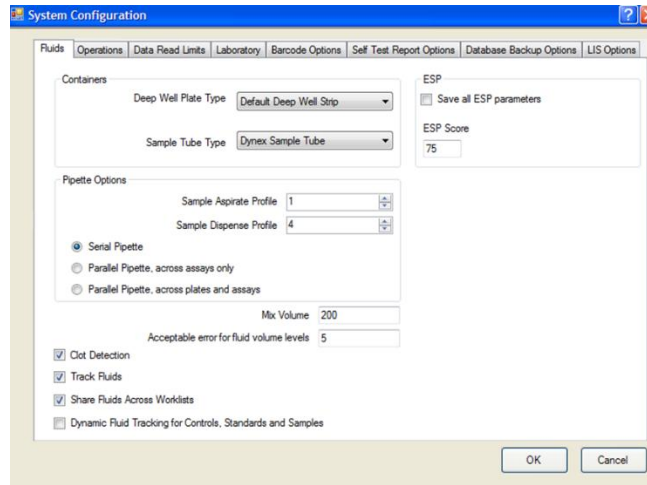 System Configuration
?
Fluids Operations Data Read Limits Laboratory Barcode Options Self Test Report Options Database Backup Options LIS Options
Containers
Deep Well Plate Type Default Deep Well Strip
Sample Tube Type Dynex Sample Tube
ESP
Save all ESP parameters
ESP Score
75
Pipette Options
Sample Aspirate Profile 1
Sample Dispense Profile 4
Serial Pipette
Parallel Pipette, across assays only
Parallel Pipette, across plates and assays
Mix Volume 200
Acceptable error for fluid volume levels 5
Clot Detection
Track Fluids
Share Fluids Across Worklists
Dynamic Fluid Tracking for Controls, Standards and Samples
OK Cancel